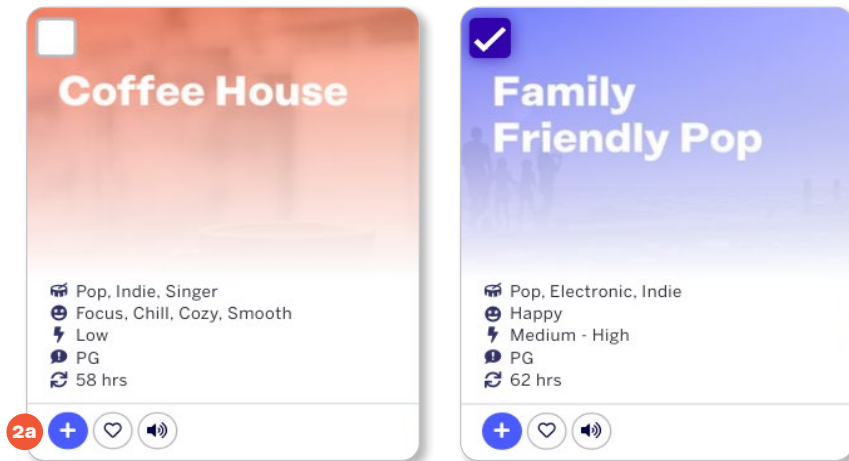 Coffee House
Pop, Indie, Singer
Focus, Chill, Cozy, Smooth
Low
PG
58 hrs
2a
Family
Friendly Pop
Pop, Electronic, Indie
Happy
Medium - High
PG
62 hrs